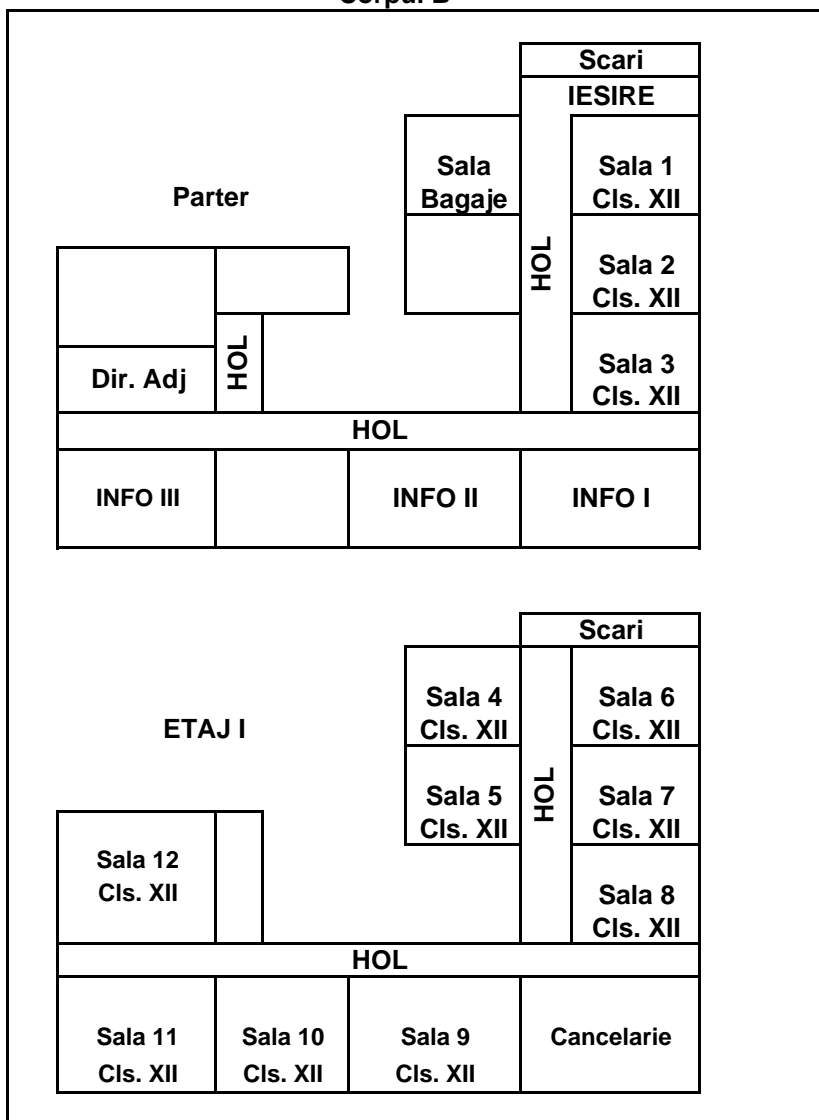 Scari
IESIRE
Sala
Bagaje
Sala 1
Cls. XII
Parter
HOL
Sala 2
Cls. XII
Dir. Adj
HOL
Sala 3
Cls. XII
HOL
INFO III
INFO II
INFO I
Scari
ETAJ I
Sala 4
Cls. XII
Sala 6
Cls. XII
Sala 5
Cls. XII
HOL
Sala 7
Cls. XII
Sala 12
Cls. XII
Sala 8
Cls. XII
HOL
Sala 11
Cls. XII
Sala 10
Cls. XII
Sala 9
Cls. XII
Cancelarie